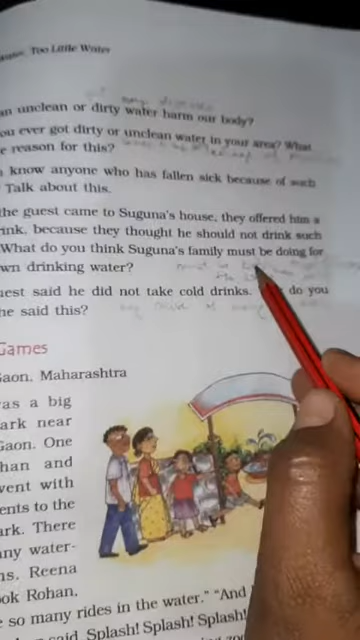 Too Little Water
an unclean or dirty water harm our body?
ou ever got dirty or unclean water in your area? What
e reason for this?
know anyone who has fallen sick because of such
Talk about this.
the guest came to Suguna's house, they offered him a
ink, because they thought he should not drink such
What do you think Suguna's family must be doing for
wn drinking water?
uest said he did not take cold drinks. do you
he said this?
Games
Gaon, Maharashtra
as a big
ark near
Gaon. One
han and
vent with
ents to the
ark. There
any water-
ns. Reena
ok Rohan,
so many rides in the water." "And
said Splash! Splash! Splash!